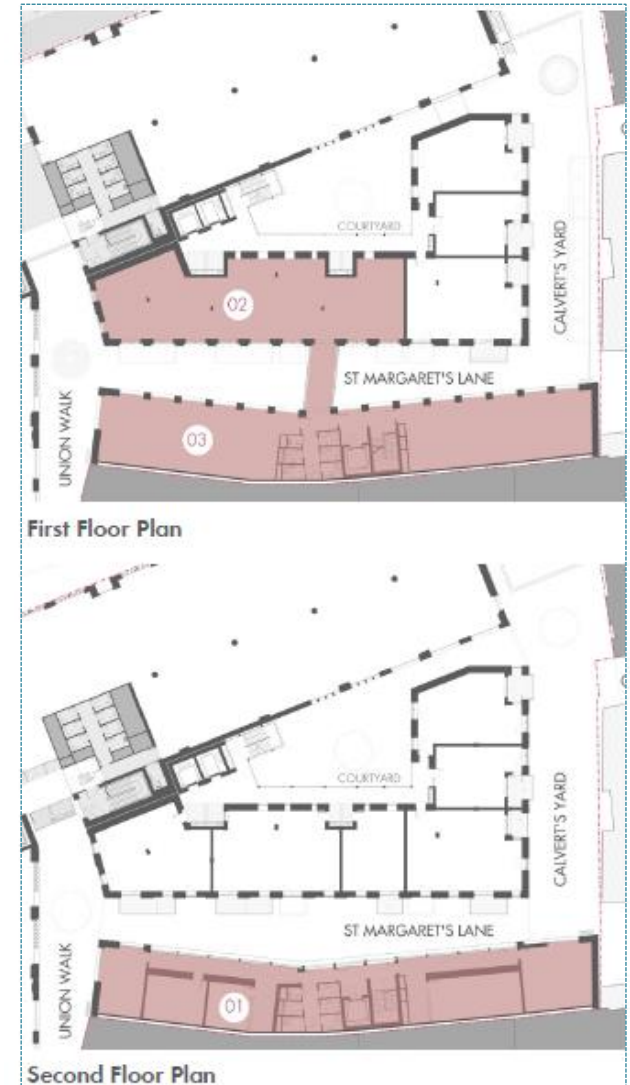 COURTYARD
02
CALVERT'S YARD
ST MARGARET'S LANE
UNION WALK
03
First Floor Plan
COURTYARD
CALVERT'S YARD
ST MARGARET'S LANE
UNION WALK
01
Second Floor Plan